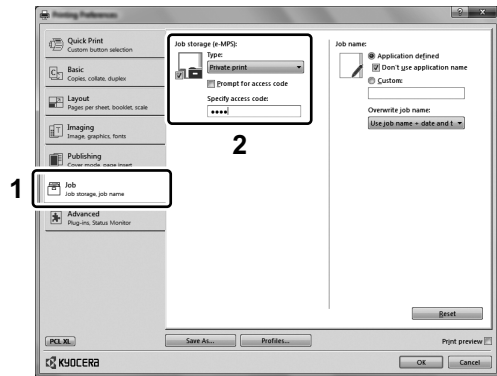 Printing Preferences
Quick Print
Custom button selection
Basic
Copies, collate, duplex
Layout
Pages per sheet, booklet, scale
Imaging
Image, graphics, fonts
Publishing
Cover mode, page insert
1
Job
Job storage, job name
Advanced
Plug-ins, Status Monitor
PCL XL
KYOCERA
Job storage (e-MPS):
Type:
Private print
Prompt for access code
Specify access code:
••••
2
Job name:
Application defined
Don't use application name
Custom:
Overwrite job name:
Use job name + date and t
Reset
Save As...
Profiles...
Print preview
OK
Cancel